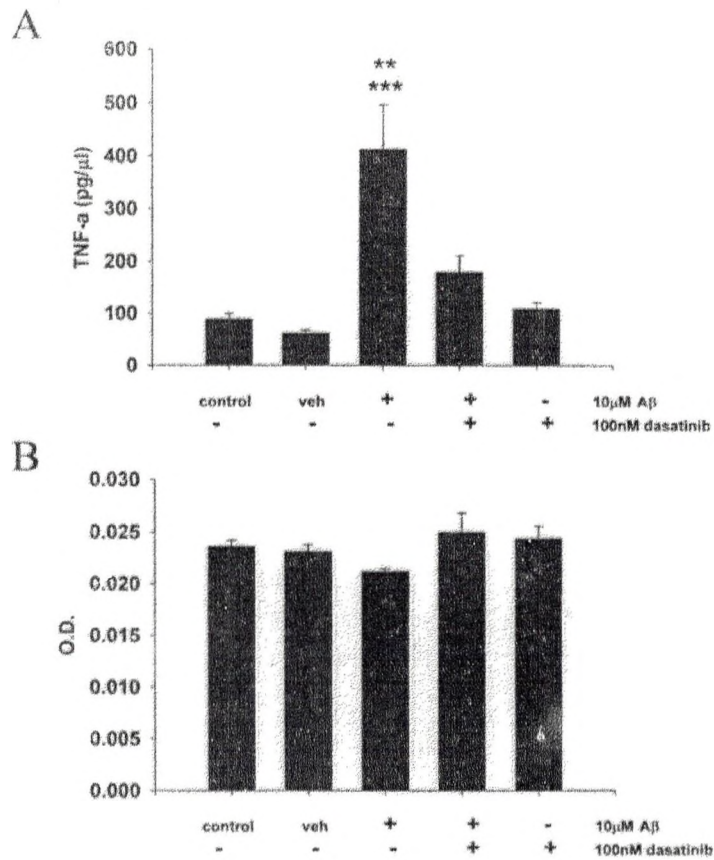 A
600
**
500
***
400
300
200
100
0
TNF-a (pg/µl)
control veh + + - 10µM Aβ
- - - + + 100nM dasatinib
B
0.030
0.025
0.020
0.015
0.010
0.005
0.000
O.D.
control veh + + - 10µM Aβ
- - - + + 100nM dasatinib